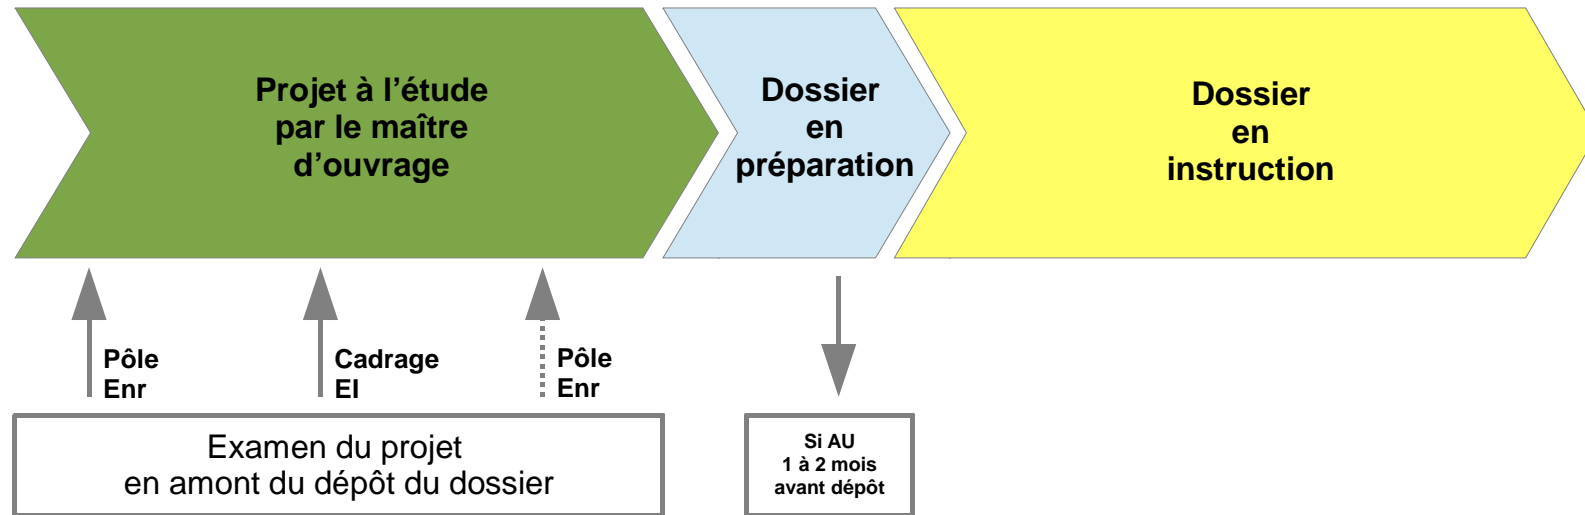 Projet à l'étude
par le maître
d'ouvrage
Dossier
en
préparation
Dossier
en
instruction
Pôle
Enr
Cadrage
EI
Pôle
Enr
Examen du projet
en amont du dépôt du dossier
Si AU
1 à 2 mois
avant dépôt